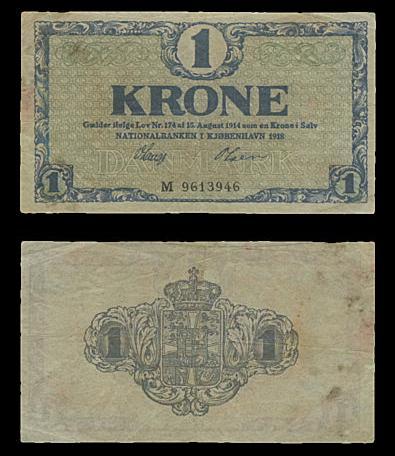 1
KRONE
Gælder ifølge Lov Nr. 174 af 15. August 1914 som en Krone i Sølv
NATIONALBANKEN I KJØBENHAVN 1918
DANMARK
Olsen
1 1
M 9613946
1 1